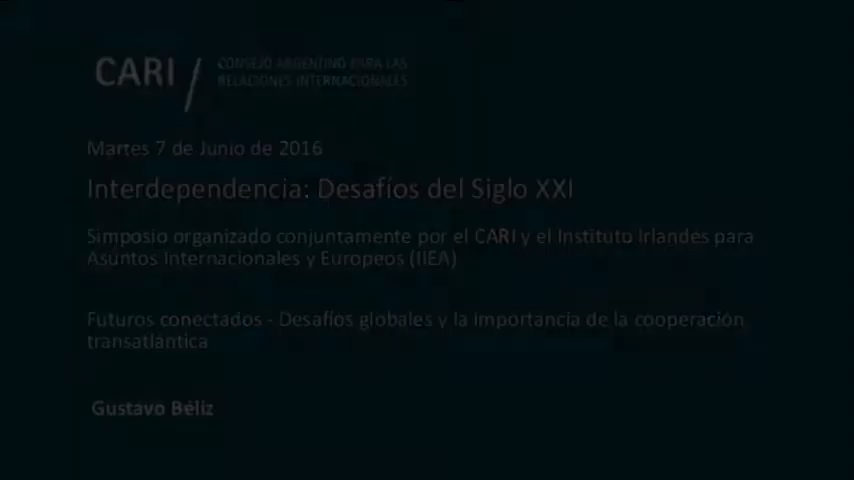 CARI
CONSEJO ARGENTINO PARA LAS
RELACIONES INTERNACIONALES
Martes 7 de Junio de 2016
Interdependencia: Desafíos del Siglo XXI
Simposio organizado conjuntamente por el CARI y el Instituto Irlandés para
Asuntos Internacionales y Europeos (IIEA)
Futuros conectados - Desafíos globales y la importancia de la cooperación
transatlántica
Gustavo Béliz